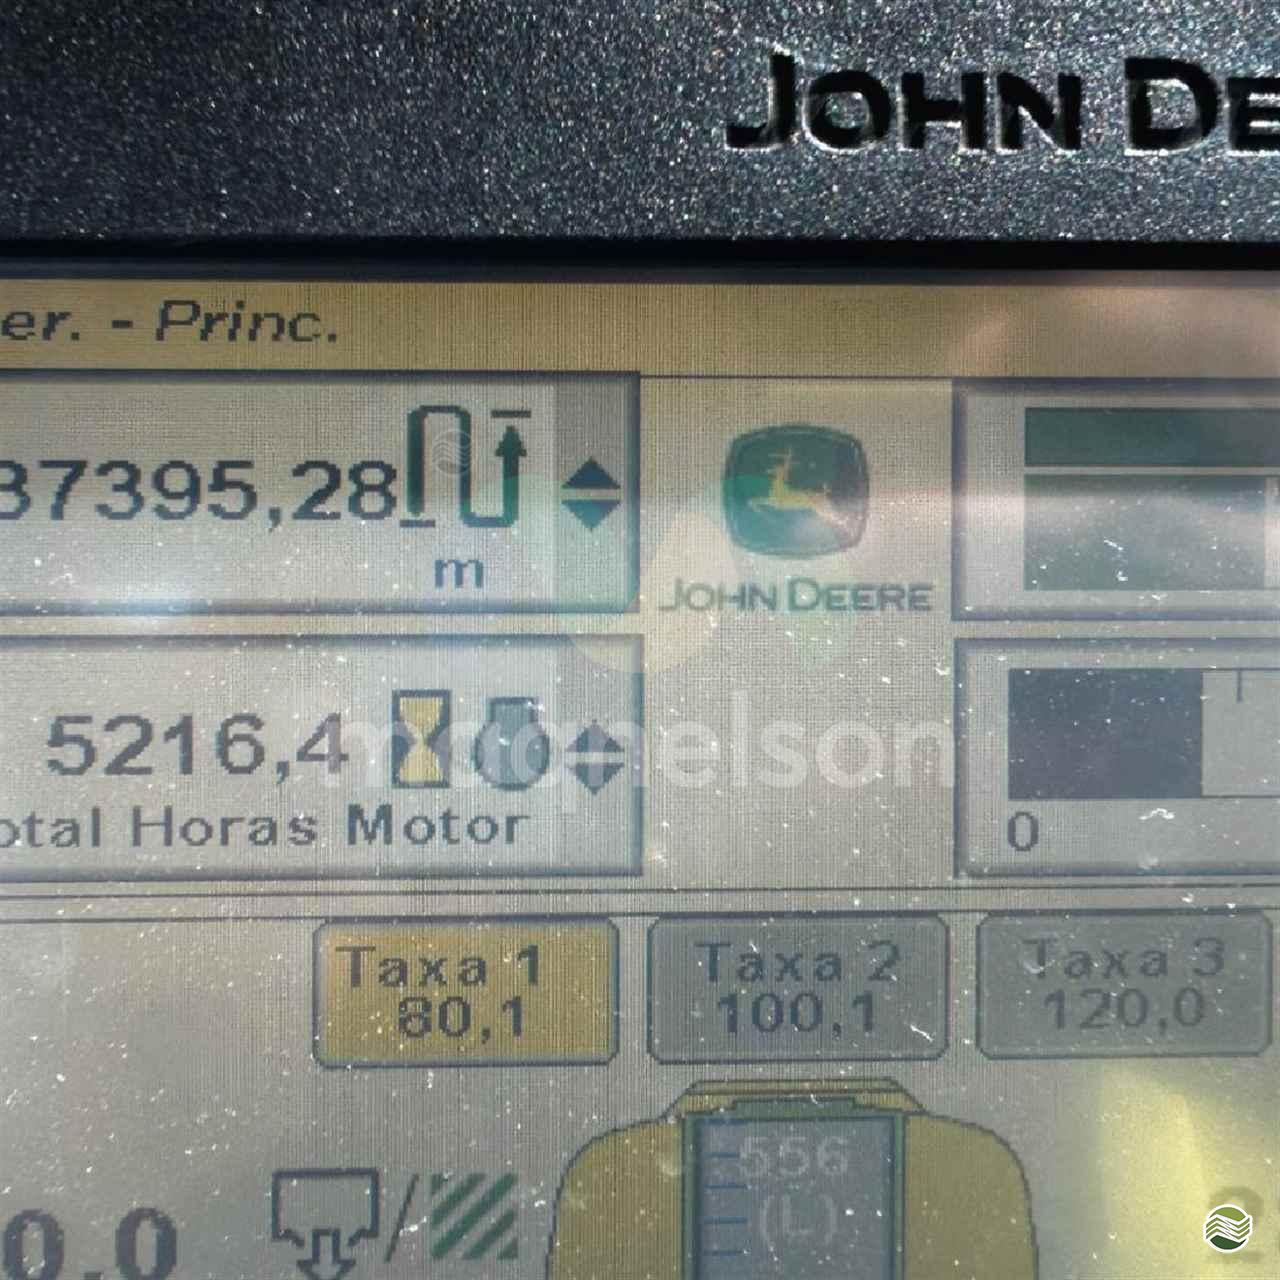 JOHN DE
er. - Princ.
37395,28
m
JOHN DEERE
5216,4
otal Horas Motor
0
Taxa 1
80,1
Taxa 2
100,1
Taxa 3
120,0
556
(L)
0,0
magnelson